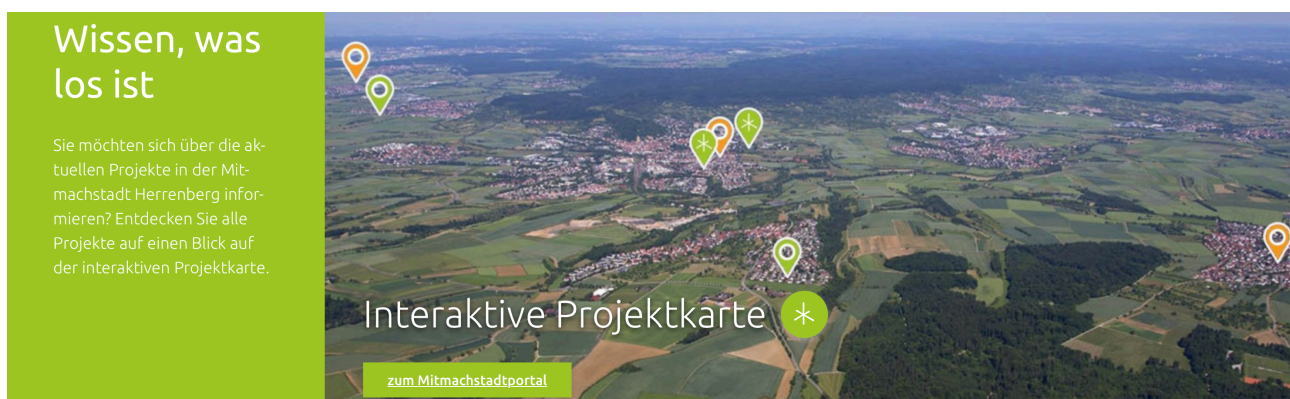 Wissen, was
los ist
Sie möchten sich über die ak-
tuellen Projekte in der Mit-
machstadt Herrenberg infor-
mieren? Entdecken Sie alle
Projekte auf einen Blick auf
der interaktiven Projektkarte.
Interaktive Projektkarte
zum Mitmachstadtportal